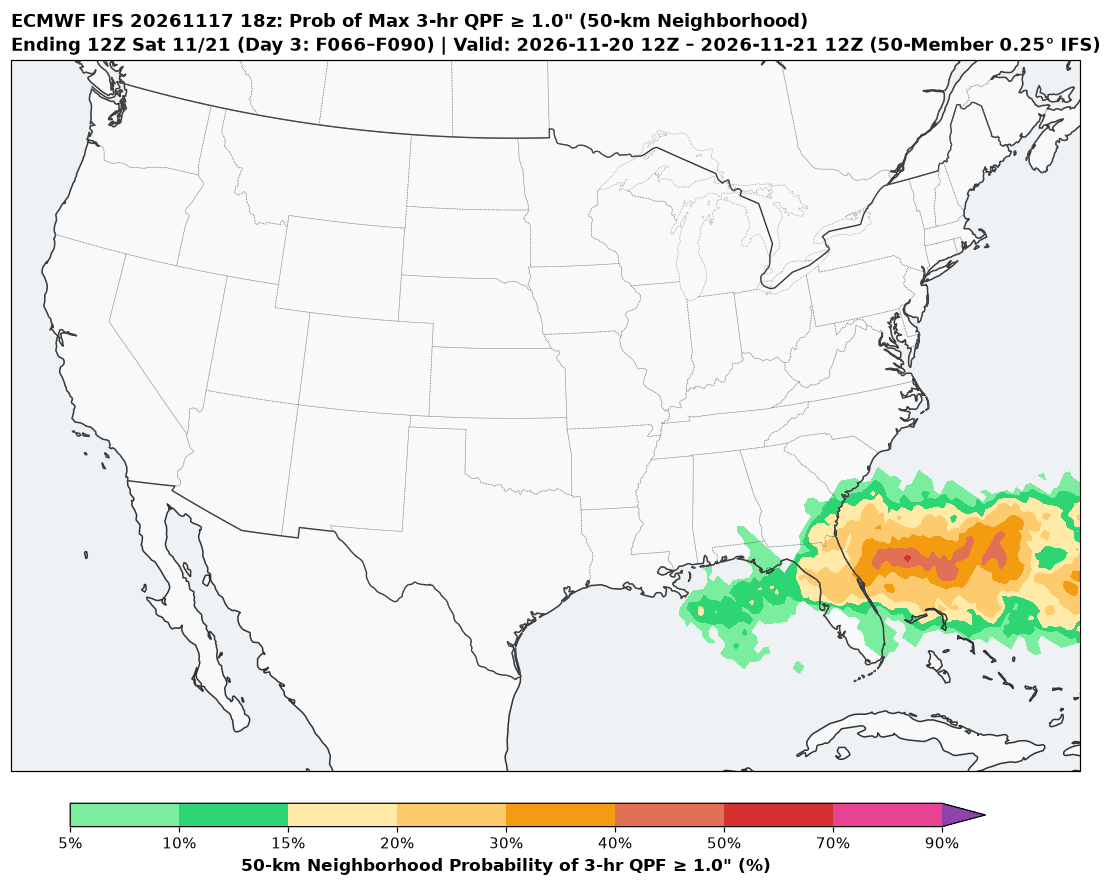 ECMWF IFS 20261117 18z: Prob of Max 3-hr QPF ≥ 1.0" (50-km Neighborhood)
Ending 12Z Sat 11/21 (Day 3: F066–F090) | Valid: 2026-11-20 12Z – 2026-11-21 12Z (50-Member 0.25° IFS)
5% 10% 15% 20% 30% 40% 50% 70% 90%
50-km Neighborhood Probability of 3-hr QPF ≥ 1.0" (%)